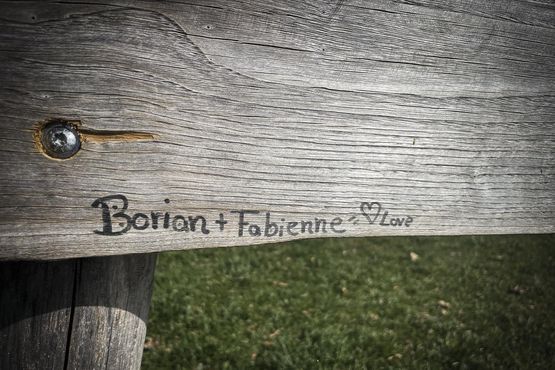 Borian + Fabienne = ♡ Love